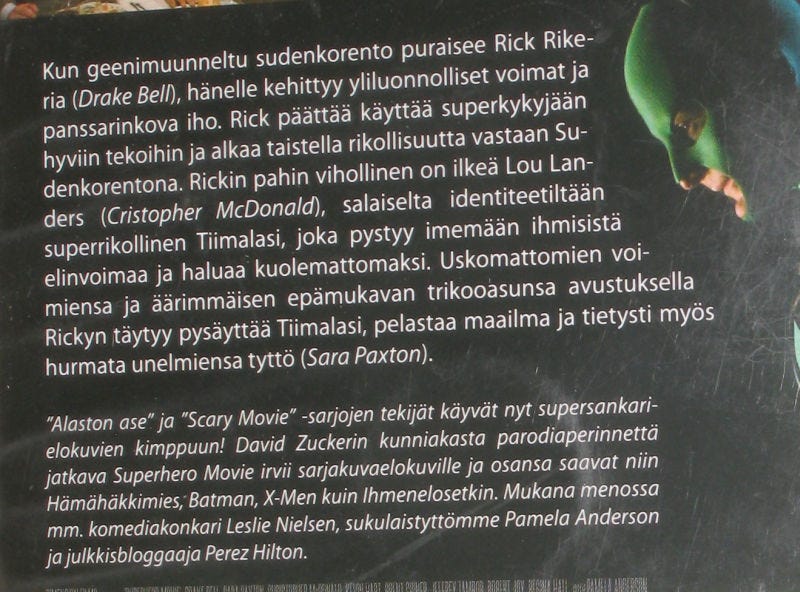 Kun geenimuunneltu sudenkorento puraisee Rick Rike-
ria (Drake Bell), hänelle kehittyy yliluonnolliset voimat ja
panssarinkova iho. Rick päättää käyttää superkykyjään
hyviin tekoihin ja alkaa taistella rikollisuutta vastaan Su-
denkorentona. Rickin pahin vihollinen on ilkeä Lou Lan-
ders (Cristopher McDonald), salaiselta identiteetiltään
superrikollinen Tiimalasi, joka pystyy imemään ihmisistä
elinvoimaa ja haluaa kuolemattomaksi. Uskomattomien voi-
miensa ja äärimmäisen epämukavan trikooasunsa avustuksella
Rickyn täytyy pysäyttää Tiimalasi, pelastaa maailma ja tietysti myös
hurmata unelmiensa tyttö (Sara Paxton).
"Alaston ase" ja "Scary Movie" -sarjojen tekijät käyvät nyt supersankari-
elokuvien kimppuun! David Zuckerin kunniakasta parodiaperinnettä
jatkava Superhero Movie irvii sarjakuvaelokuville ja osansa saavat niin
Hämähäkkimies, Batman, X-Men kuin Ihmenelosetkin. Mukana menossa
mm. komediakonkari Leslie Nielsen, sukulaistyttömme Pamela Anderson
ja julkkisbloggaaja Perez Hilton.